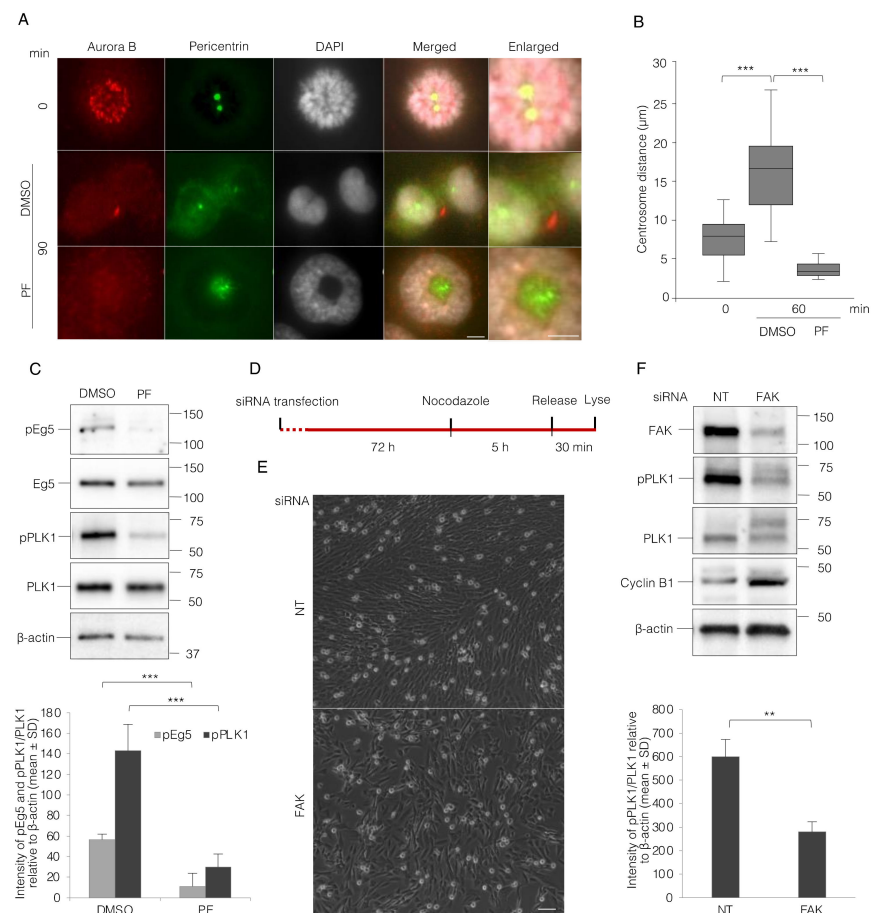 A
min
Aurora B
Pericentrin
DAPI
Merged
Enlarged
0
DMSO
90
PF
B
Centrosome distance (µm)
30
25
20
15
10
5
0
***
***
0
60
min
DMSO
PF
C
DMSO
PF
pEg5
150
100
Eg5
150
100
pPLK1
75
50
PLK1
75
50
β-actin
37
Intensity of pEg5 and pPLK1/PLK1
relative to β-actin (mean ± SD)
180
160
140
120
100
80
60
40
20
0
***
***
pEg5
pPLK1
DMSO
PF
D
siRNA transfection
Nocodazole
Release
Lyse
72 h
5 h
30 min
E
siRNA
NT
FAK
F
siRNA
NT
FAK
FAK
150
100
pPLK1
75
50
PLK1
75
50
Cyclin B1
50
β-actin
50
Intensity of pPLK1/PLK1 relative
to β-actin (mean ± SD)
800
700
600
500
400
300
200
100
0
**
NT
FAK